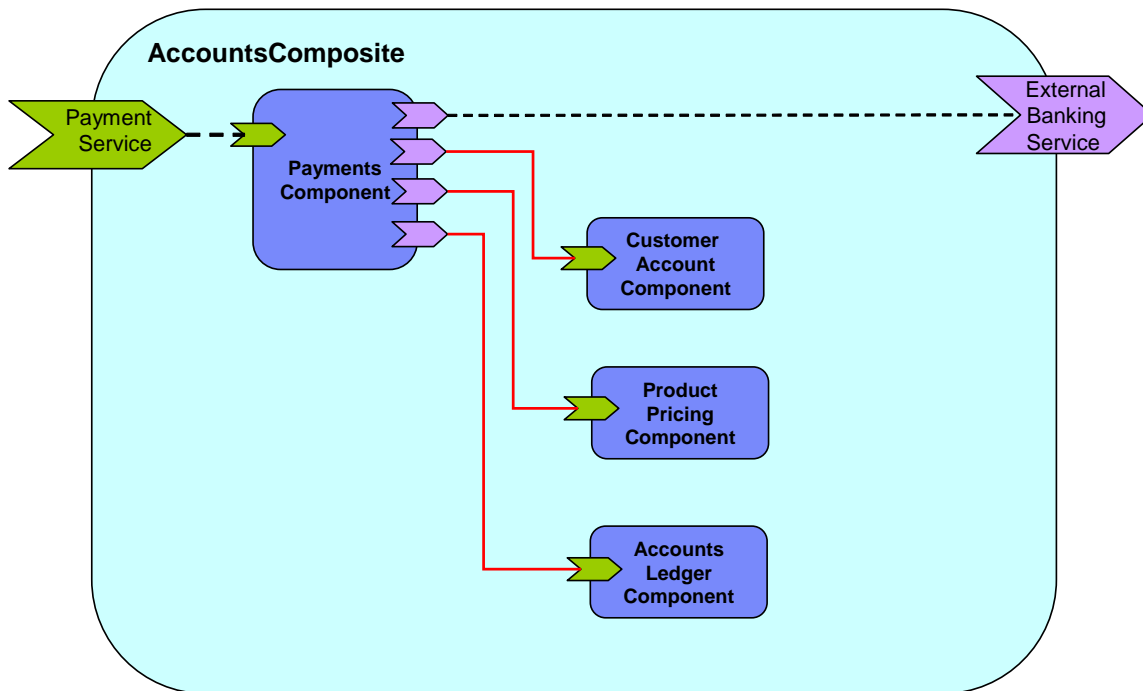 AccountsComposite
Payment
Service
Payments
Component
External
Banking
Service
Customer
Account
Component
Product
Pricing
Component
Accounts
Ledger
Component